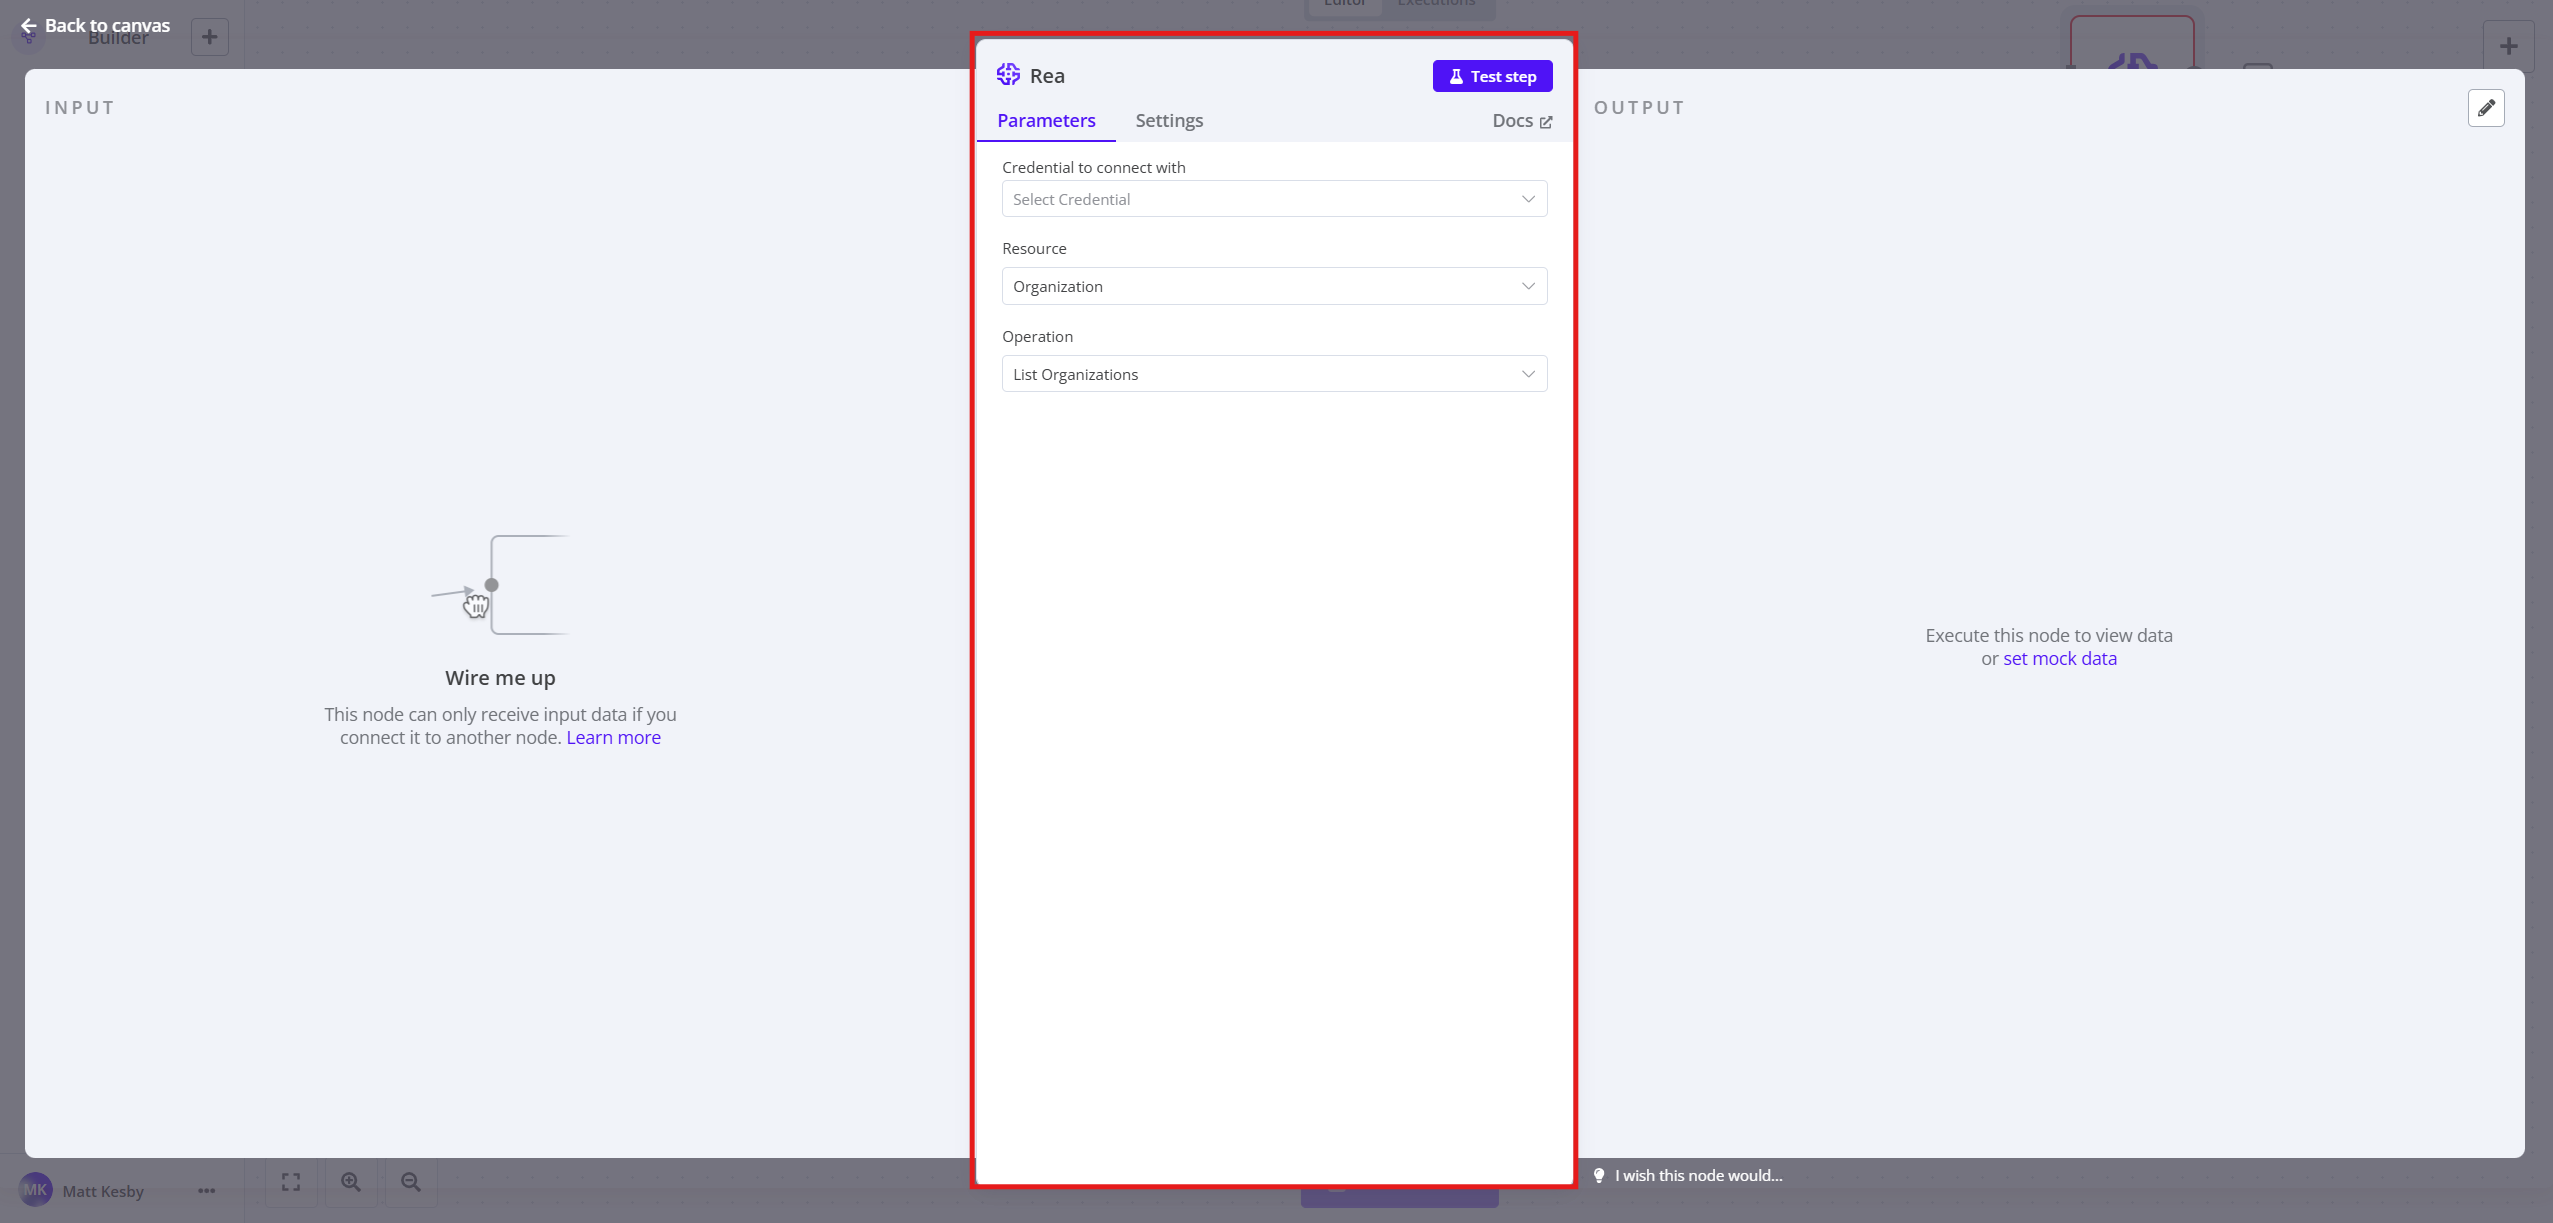 Editor
Executions
Back to canvas
Builder
INPUT
Rea
Test step
OUTPUT
Parameters
Settings
Docs
Credential to connect with
Select Credential
Resource
Organization
Operation
List Organizations
Wire me up
This node can only receive input data if you
connect it to another node. Learn more
Execute this node to view data
or set mock data
MK
Matt Kesby
I wish this node would...